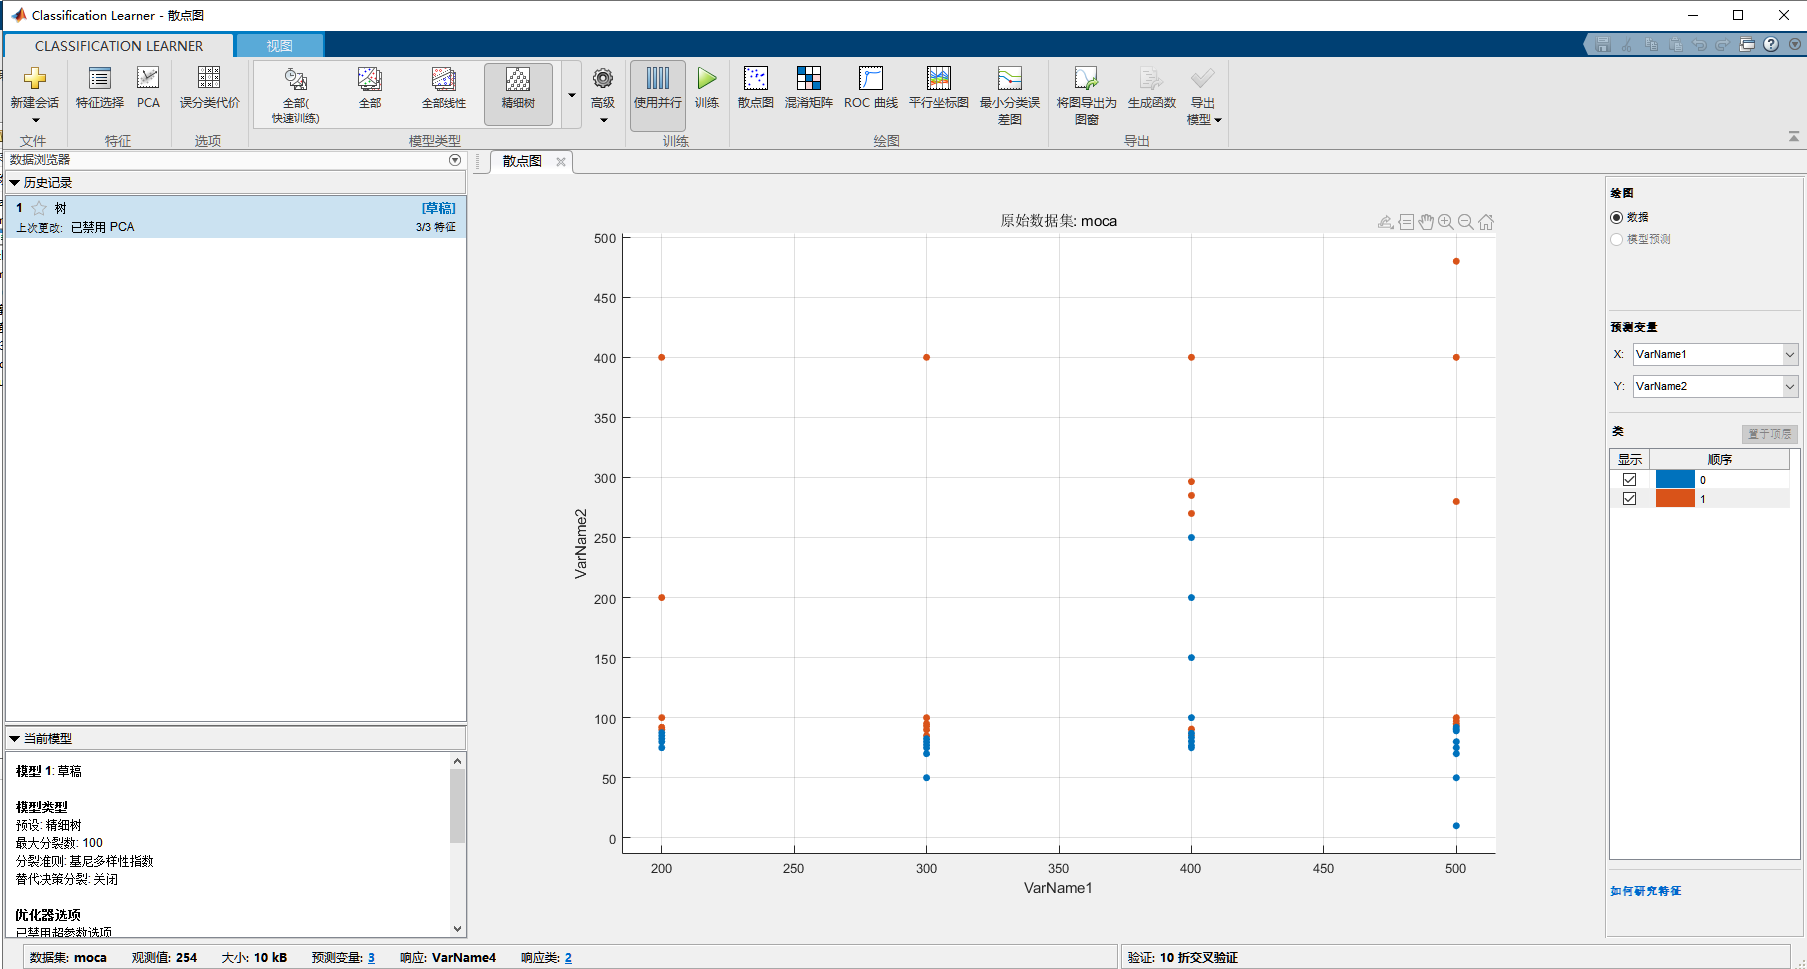 Classification Learner - 散点图
CLASSIFICATION LEARNER
视图
新建会话
特征选择
PCA
误分类代价
全部(
快速训练)
全部
全部线性
精细树
高级
使用并行
训练
散点图
混淆矩阵
ROC 曲线
平行坐标图
最小分类误
差图
将图导出为
图窗
生成函数
导出
模型
文件
特征
选项
模型类型
训练
绘图
导出
数据浏览器
历史记录
1 树 [草稿]
上次更改: 已禁用 PCA 3/3 特征
当前模型
模型 1: 草稿
模型类型
预设: 精细树
最大分裂数: 100
分裂准则: 基尼多样性指数
替代决策分裂: 关闭
优化器选项
已禁用超参数选项
散点图
原始数据集: moca
500
450
400
350
300
250
200
150
100
50
0
VarName2
200 250 300 350 400 450 500
VarName1
绘图
数据
模型预测
预测变量
X: VarName1
Y: VarName2
类
置于顶层
显示 顺序
0
1
如何研究特征
数据集: moca 观测值: 254 大小: 10 kB 预测变量: 3 响应: VarName4 响应类: 2
验证: 10 折交叉验证